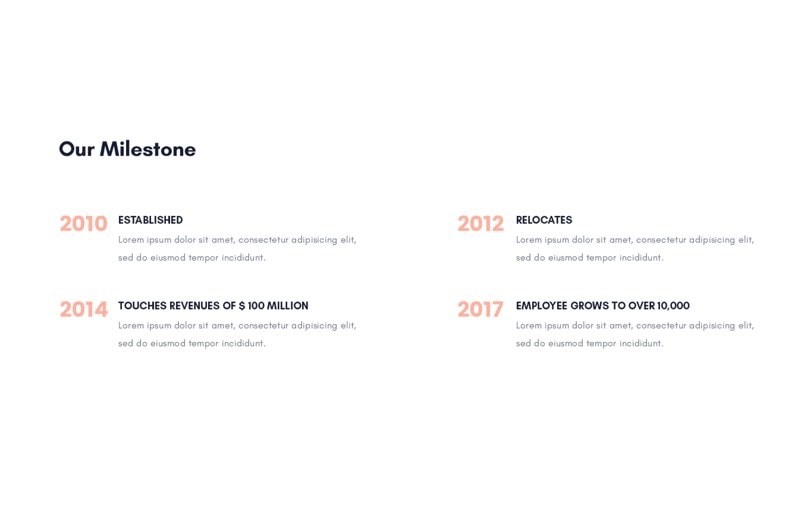 Our Milestone
2010 ESTABLISHED
Lorem ipsum dolor sit amet, consectetur adipisicing elit,
sed do eiusmod tempor incididunt.
2012 RELOCATES
Lorem ipsum dolor sit amet, consectetur adipisicing elit,
sed do eiusmod tempor incididunt.
2014 TOUCHES REVENUES OF $ 100 MILLION
Lorem ipsum dolor sit amet, consectetur adipisicing elit,
sed do eiusmod tempor incididunt.
2017 EMPLOYEE GROWS TO OVER 10,000
Lorem ipsum dolor sit amet, consectetur adipisicing elit,
sed do eiusmod tempor incididunt.